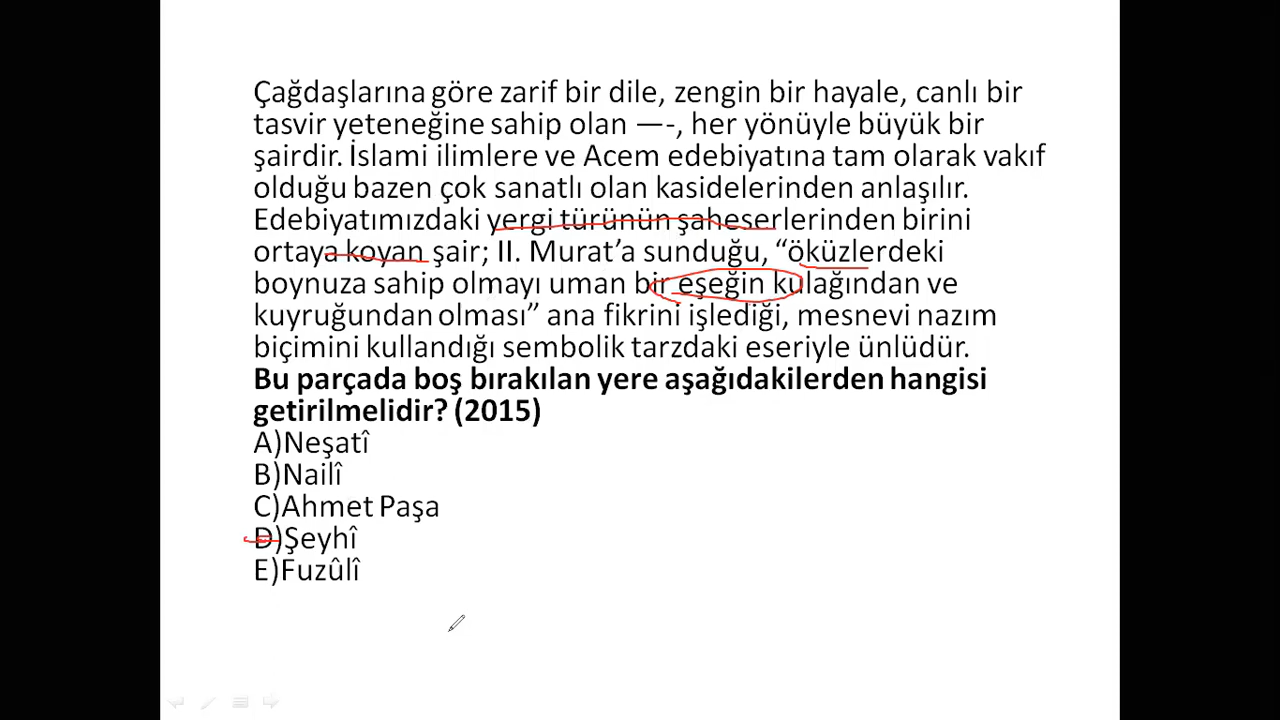 Çağdaşlarına göre zarif bir dile, zengin bir hayale, canlı bir
tasvir yeteneğine sahip olan —-, her yönüyle büyük bir
şairdir. İslami ilimlere ve Acem edebiyatına tam olarak vakıf
olduğu bazen çok sanatlı olan kasidelerinden anlaşılır.
Edebiyatımızdaki yergi türünün şaheserlerinden birini
ortaya koyan şair; II. Murat’a sunduğu, “öküzlerdeki
boynuza sahip olmayı uman bir eşeğin kulağından ve
kuyruğundan olması” ana fikrini işlediği, mesnevi nazım
biçimini kullandığı sembolik tarzdaki eseriyle ünlüdür.
Bu parçada boş bırakılan yere aşağıdakilerden hangisi
getirilmelidir? (2015)
A)Neşatî
B)Nailî
C)Ahmet Paşa
D)Şeyhî
E)Fuzûlî